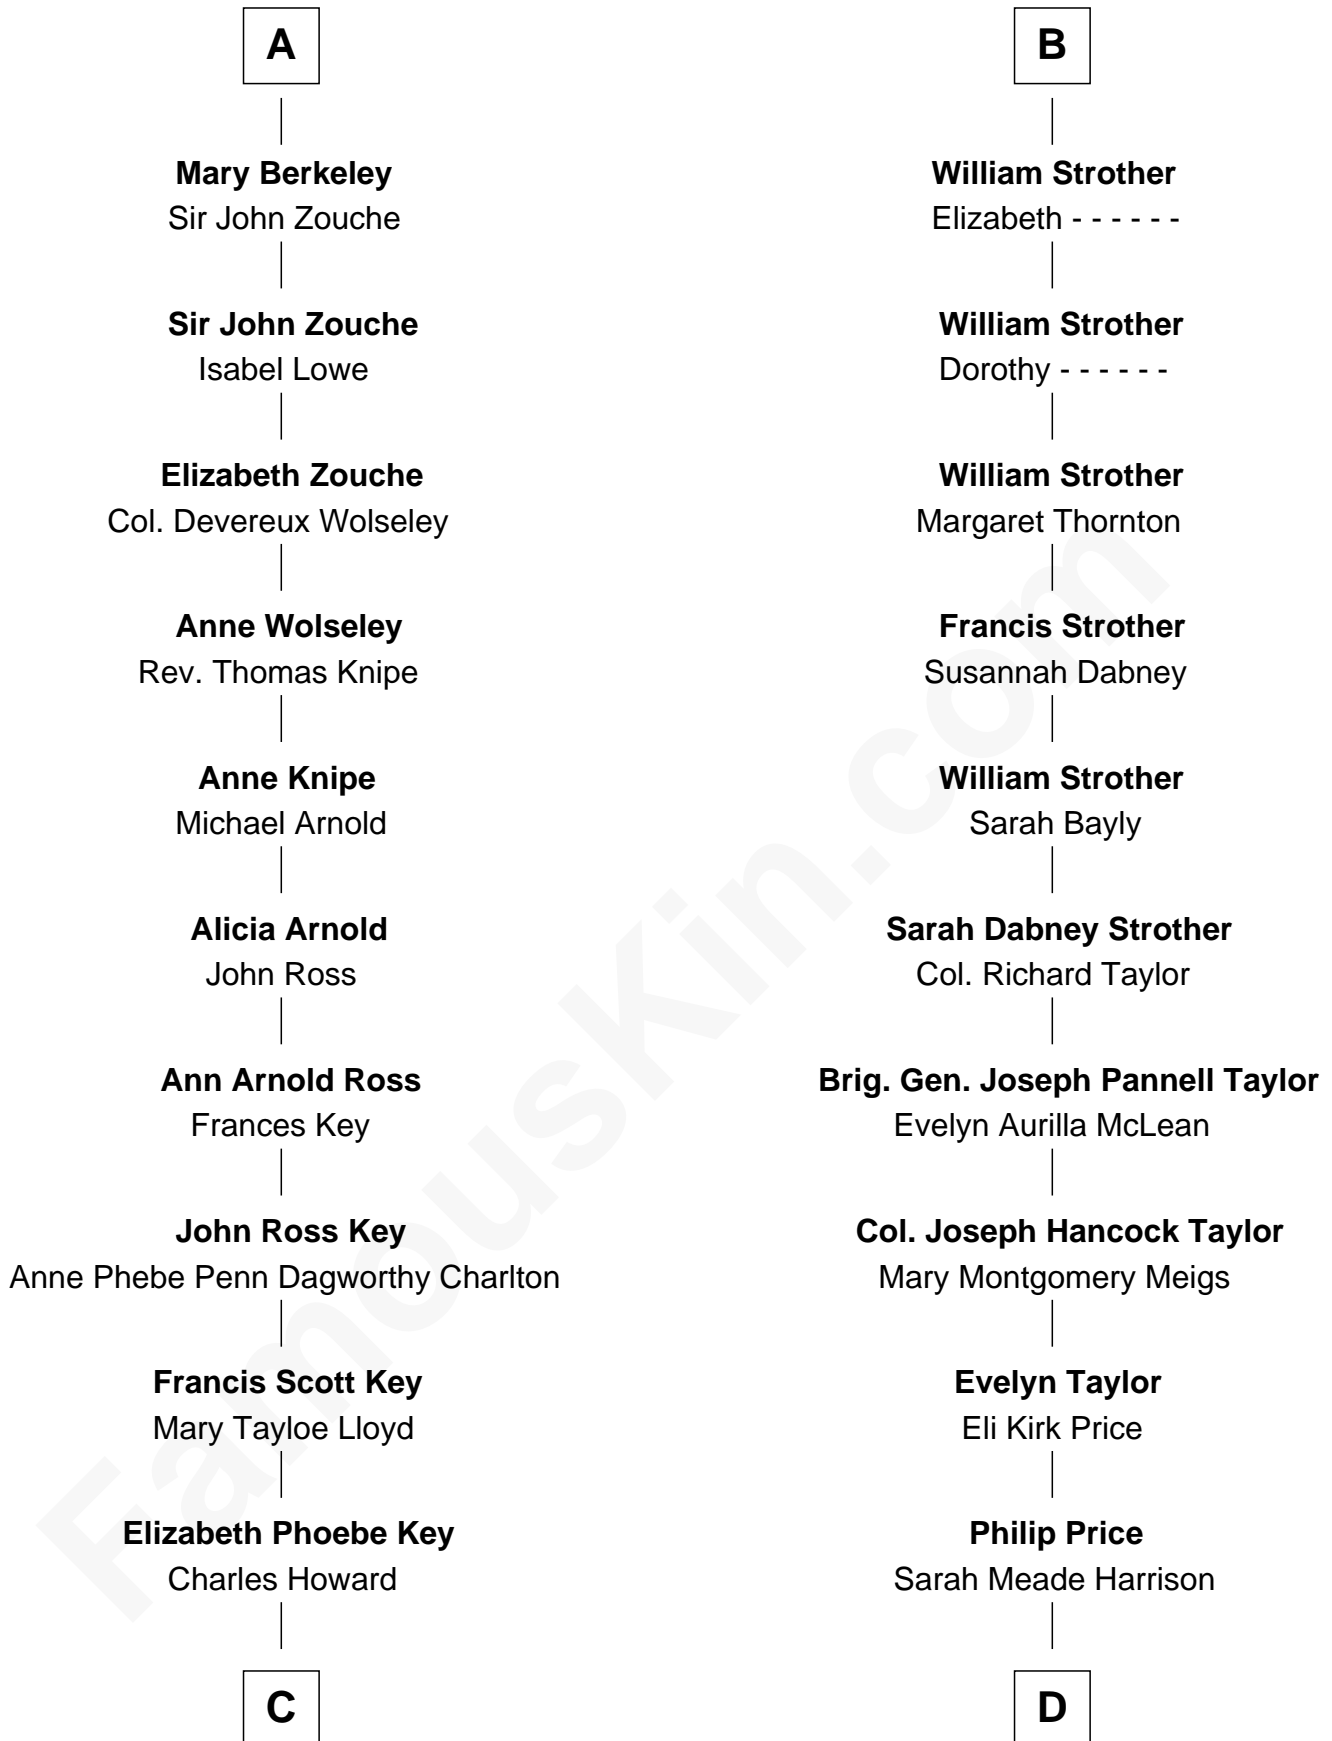 A
Mary Berkeley
Sir John Zouche
Sir John Zouche
Isabel Lowe
Elizabeth Zouche
Col. Devereux Wolseley
Anne Wolseley
Rev. Thomas Knipe
Anne Knipe
Michael Arnold
Alicia Arnold
John Ross
Ann Arnold Ross
Frances Key
John Ross Key
Anne Phebe Penn Dagworthy Charlton
Francis Scott Key
Mary Tayloe Lloyd
Elizabeth Phoebe Key
Charles Howard
C
B
William Strother
Elizabeth - - - - - -
William Strother
Dorothy - - - - - -
William Strother
Margaret Thornton
Francis Strother
Susannah Dabney
William Strother
Sarah Bayly
Sarah Dabney Strother
Col. Richard Taylor
Brig. Gen. Joseph Pannell Taylor
Evelyn Aurilla McLean
Col. Joseph Hancock Taylor
Mary Montgomery Meigs
Evelyn Taylor
Eli Kirk Price
Philip Price
Sarah Meade Harrison
D
FamousKin.com